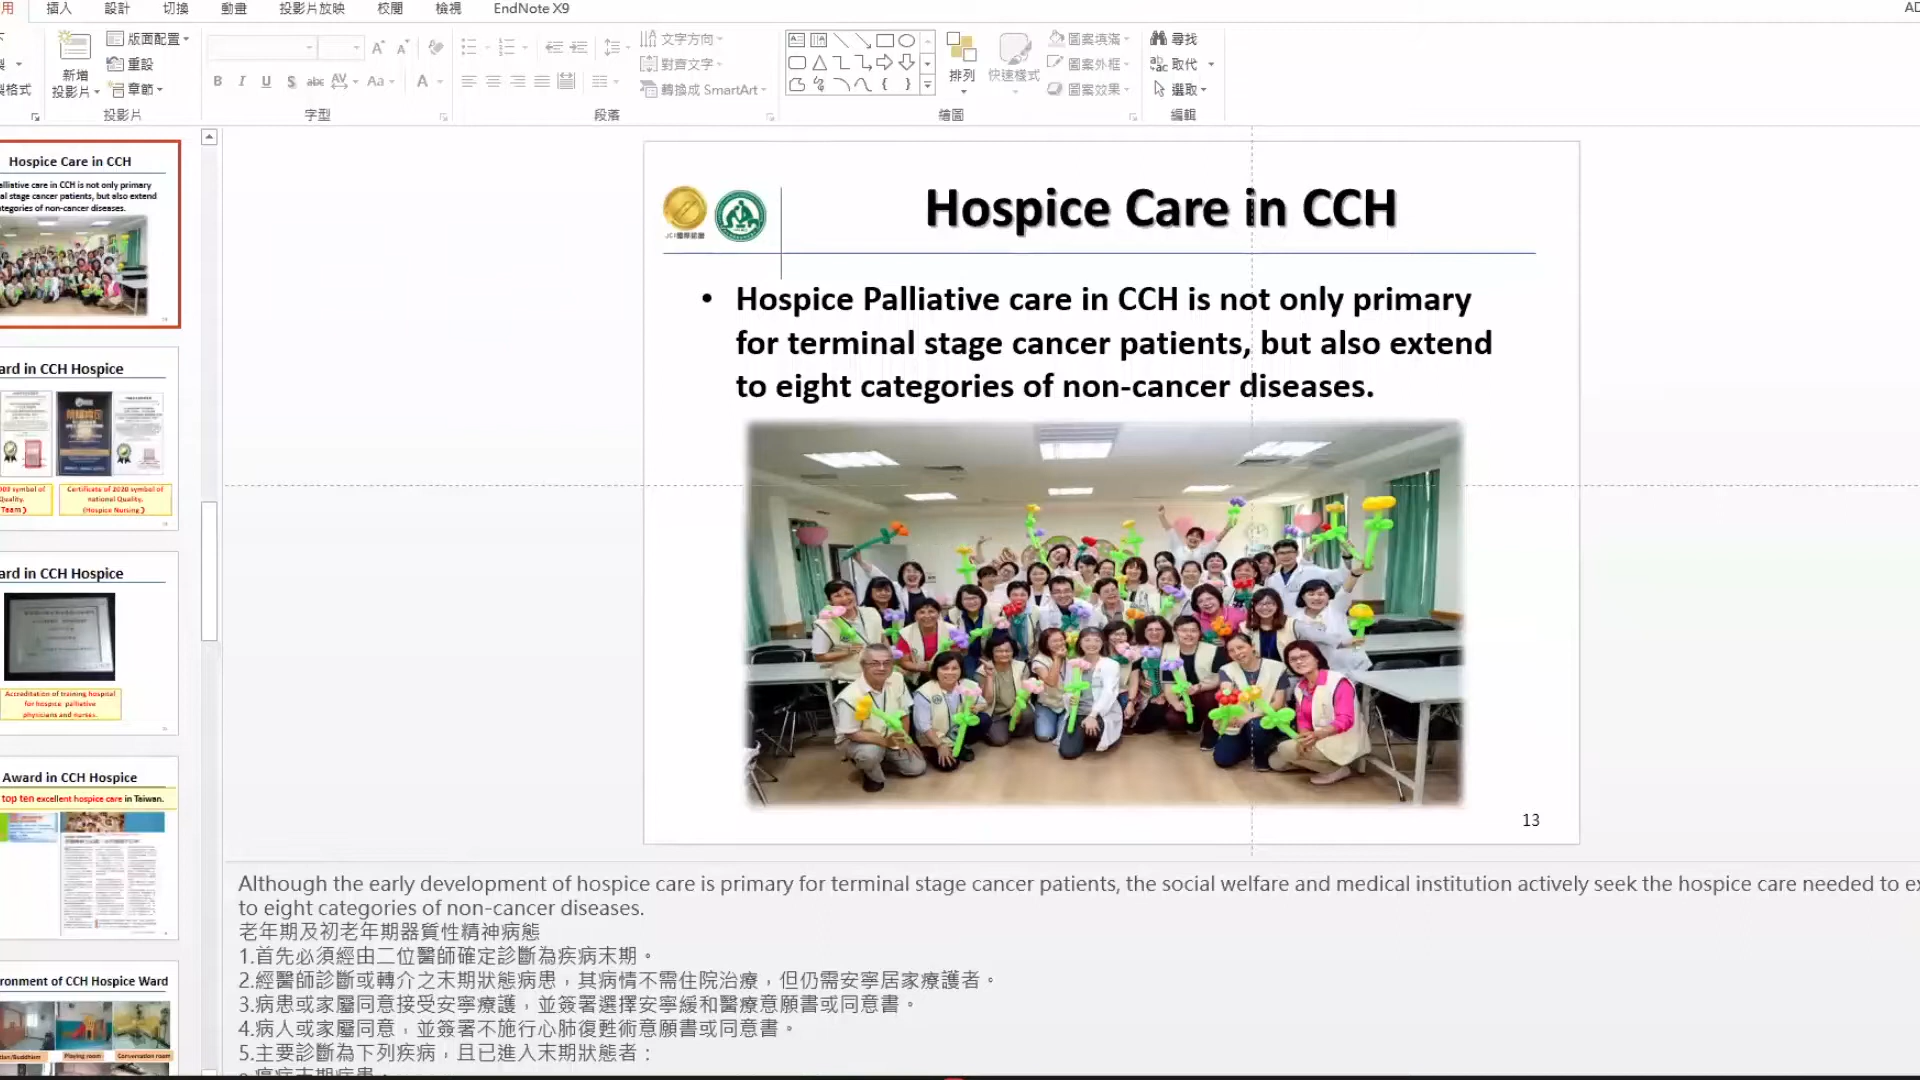 用 插入 設計 切換 動畫 投影片放映 校閱 檢視 EndNote X9
版面配置
重設
章節
新增
投影片
投影片
格式
B I U S abc AV Aa A
字型
段落
文字方向
對齊文字
轉換成 SmartArt
排列
快速樣式
圖案填滿
圖案外框
圖案效果
繪圖
尋找
取代
選取
編輯
Hospice Care in CCH
alliative care in CCH is not only primary
al stage cancer patients, but also extend
tegories of non-cancer diseases.
ard in CCH Hospice
symbol of
Quality.
Team)
Certificate of 2020 symbol of
national Quality.
(Hospice Nursing)
ard in CCH Hospice
Accreditation of training hospital
for hospice palliative
physicians and nurses.
Award in CCH Hospice
top ten excellent hospice care in Taiwan.
ronment of CCH Hospice Ward
Playing room
Conversation room
Hospice Care in CCH
• Hospice Palliative care in CCH is not only primary
for terminal stage cancer patients, but also extend
to eight categories of non-cancer diseases.
13
Although the early development of hospice care is primary for terminal stage cancer patients, the social welfare and medical institution actively seek the hospice care needed to ex
to eight categories of non-cancer diseases.
老年期及初老年期器質性精神病態
1.首先必須經由二位醫師確定診斷為疾病末期。
2.經醫師診斷或轉介之末期狀態病患，其病情不需住院治療，但仍需安寧居家療護者。
3.病患或家屬同意接受安寧療護，並簽署選擇安寧緩和醫療意願書或同意書。
4.病人或家屬同意，並簽署不施行心肺復甦術意願書或同意書。
5.主要診斷為下列疾病，且已進入末期狀態者：